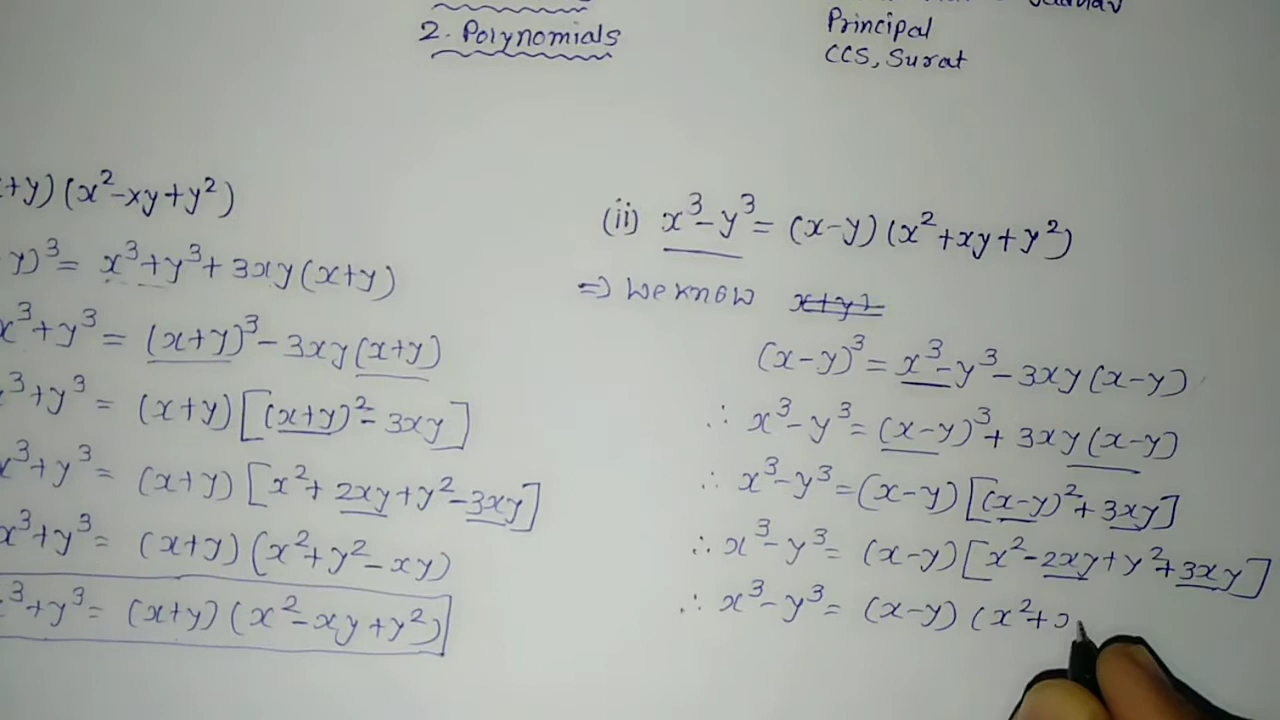 2. Polynomials
Principal
CCS, Surat
+y) (x²-xy+y²)
y)³ = x³+y³+3xy(x+y)
x³+y³ = (x+y)³-3xy(x+y)
³+y³ = (x+y)[(x+y)²-3xy]
x³+y³ = (x+y)[x²+2xy+y²-3xy]
x³+y³ = (x+y)(x²+y²-xy)
³+y³ = (x+y)(x²-xy+y²)
(ii) x³-y³ = (x-y)(x²+xy+y²)
⇒ We know
(x-y)³ = x³-y³-3xy(x-y)
∴ x³-y³ = (x-y)³+3xy(x-y)
∴ x³-y³ = (x-y)[(x-y)²+3xy]
∴ x³-y³ = (x-y)[x²-2xy+y²+3xy]
∴ x³-y³ = (x-y)(x²+